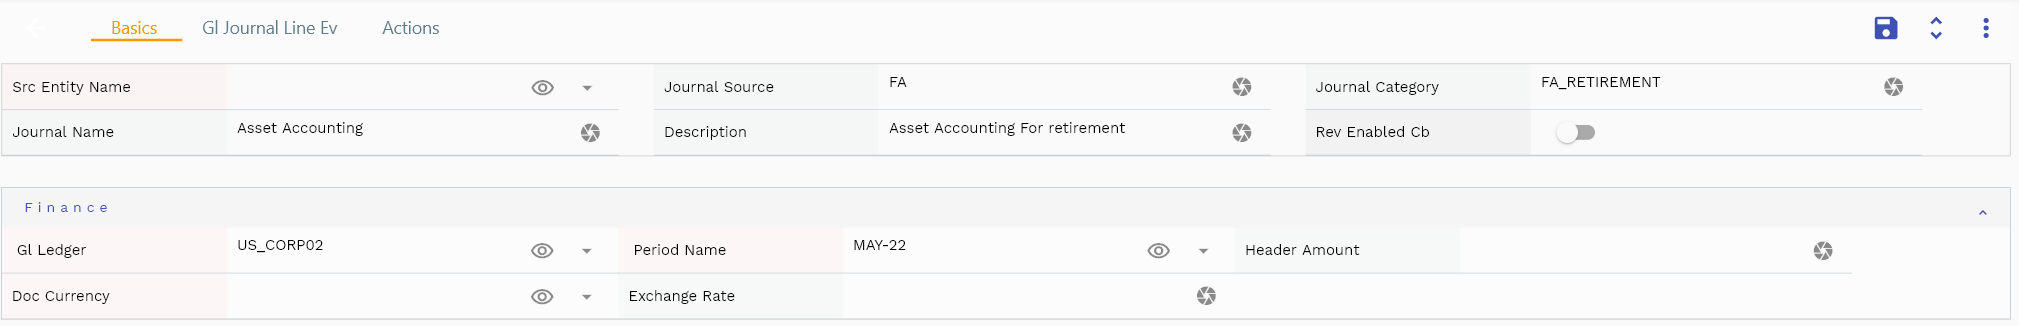 Basics Gl Journal Line Ev Actions
Src Entity Name Journal Source FA Journal Category FA_RETIREMENT
Journal Name Asset Accounting Description Asset Accounting For retirement Rev Enabled Cb
Finance
Gl Ledger US_CORP02 Period Name MAY-22 Header Amount
Doc Currency Exchange Rate